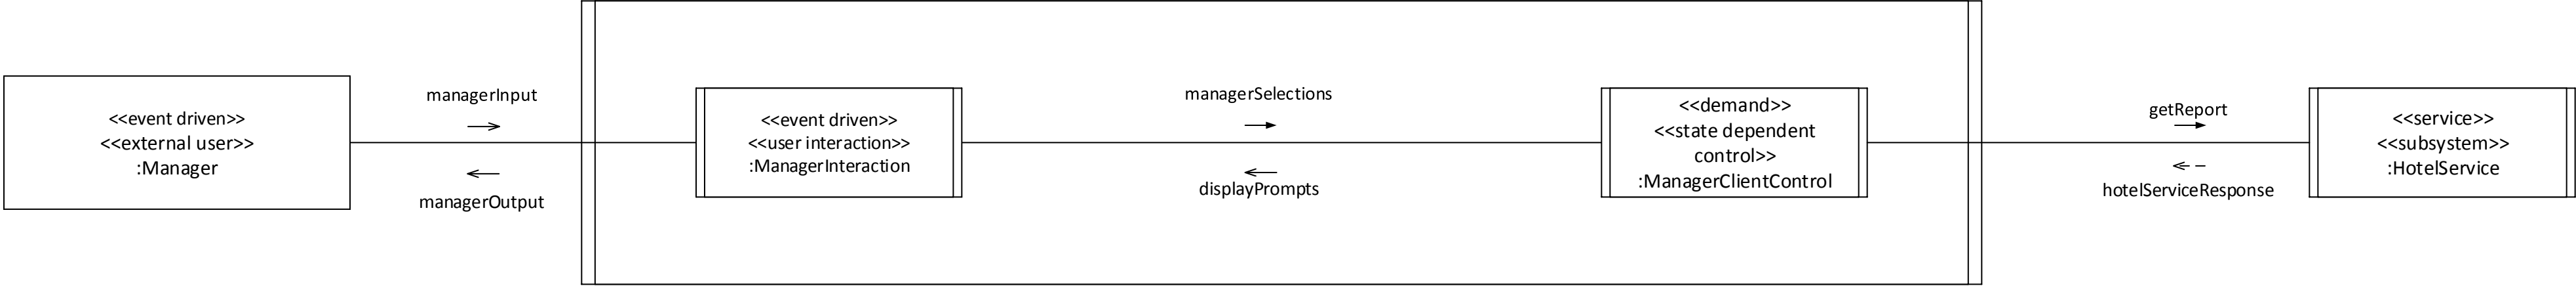 <<event driven>>
<<external user>>
:Manager
managerInput
managerOutput
<<event driven>>
<<user interaction>>
:ManagerInteraction
managerSelections
displayPrompts
<<demand>>
<<state dependent
control>>
:ManagerClientControl
getReport
hotelServiceResponse
<<service>>
<<subsystem>>
:HotelService